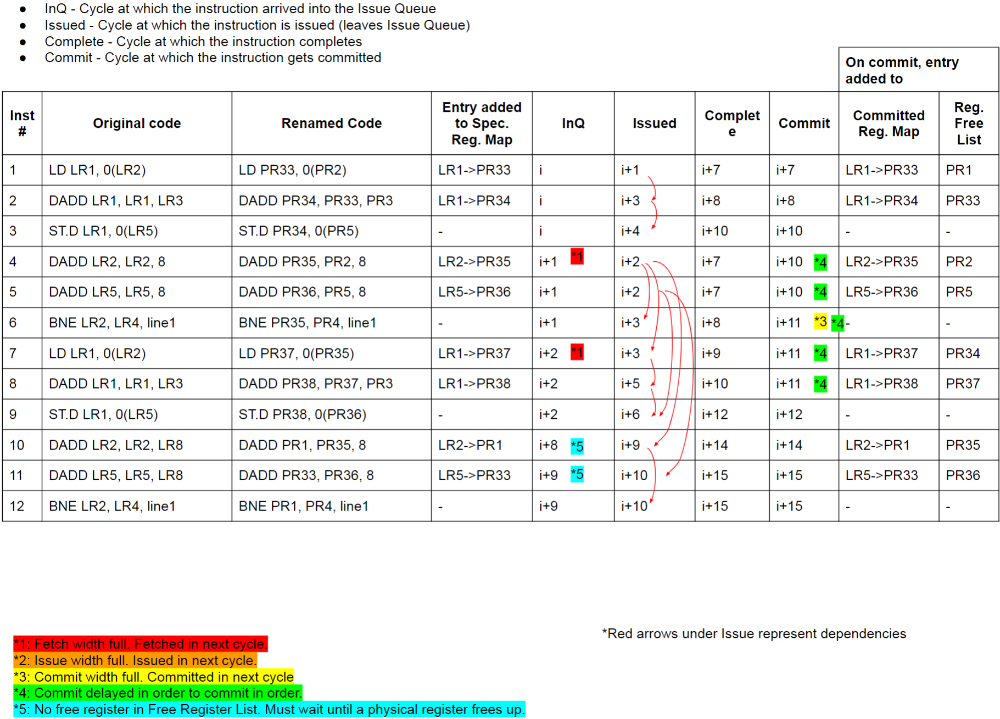 ● InQ - Cycle at which the instruction arrived into the Issue Queue
● Issued - Cycle at which the instruction is issued (leaves Issue Queue)
● Complete - Cycle at which the instruction completes
● Commit - Cycle at which the instruction gets committed
On commit, entry added to
Inst # Original code Renamed Code Entry added to Spec. Reg. Map InQ Issued Complete Commit Committed Reg. Map Reg. Free List
1 LD LR1, 0(LR2) LD PR33, 0(PR2) LR1->PR33 i i+1 i+7 i+7 LR1->PR33 PR1
2 DADD LR1, LR1, LR3 DADD PR34, PR33, PR3 LR1->PR34 i i+3 i+8 i+8 LR1->PR34 PR33
3 ST.D LR1, 0(LR5) ST.D PR34, 0(PR5) - i i+4 i+10 i+10 - -
4 DADD LR2, LR2, 8 DADD PR35, PR2, 8 LR2->PR35 i+1 *1 i+2 i+7 i+10 *4 LR2->PR35 PR2
5 DADD LR5, LR5, 8 DADD PR36, PR5, 8 LR5->PR36 i+1 i+2 i+7 i+10 *4 LR5->PR36 PR5
6 BNE LR2, LR4, line1 BNE PR35, PR4, line1 - i+1 i+3 i+8 i+11 *3 *4 - -
7 LD LR1, 0(LR2) LD PR37, 0(PR35) LR1->PR37 i+2 *1 i+3 i+9 i+11 *4 LR1->PR37 PR34
8 DADD LR1, LR1, LR3 DADD PR38, PR37, PR3 LR1->PR38 i+2 i+5 i+10 i+11 *4 LR1->PR38 PR37
9 ST.D LR1, 0(LR5) ST.D PR38, 0(PR36) - i+2 i+6 i+12 i+12 - -
10 DADD LR2, LR2, LR8 DADD PR1, PR35, 8 LR2->PR1 i+8 *5 i+9 i+14 i+14 LR2->PR1 PR35
11 DADD LR5, LR5, LR8 DADD PR33, PR36, 8 LR5->PR33 i+9 *5 i+10 i+15 i+15 LR5->PR33 PR36
12 BNE LR2, LR4, line1 BNE PR1, PR4, line1 - i+9 i+10 i+15 i+15 - -
*Red arrows under Issue represent dependencies
*1: Fetch width full. Fetched in next cycle.
*2: Issue width full. Issued in next cycle.
*3: Commit width full. Committed in next cycle
*4: Commit delayed in order to commit in order.
*5: No free register in Free Register List. Must wait until a physical register frees up.